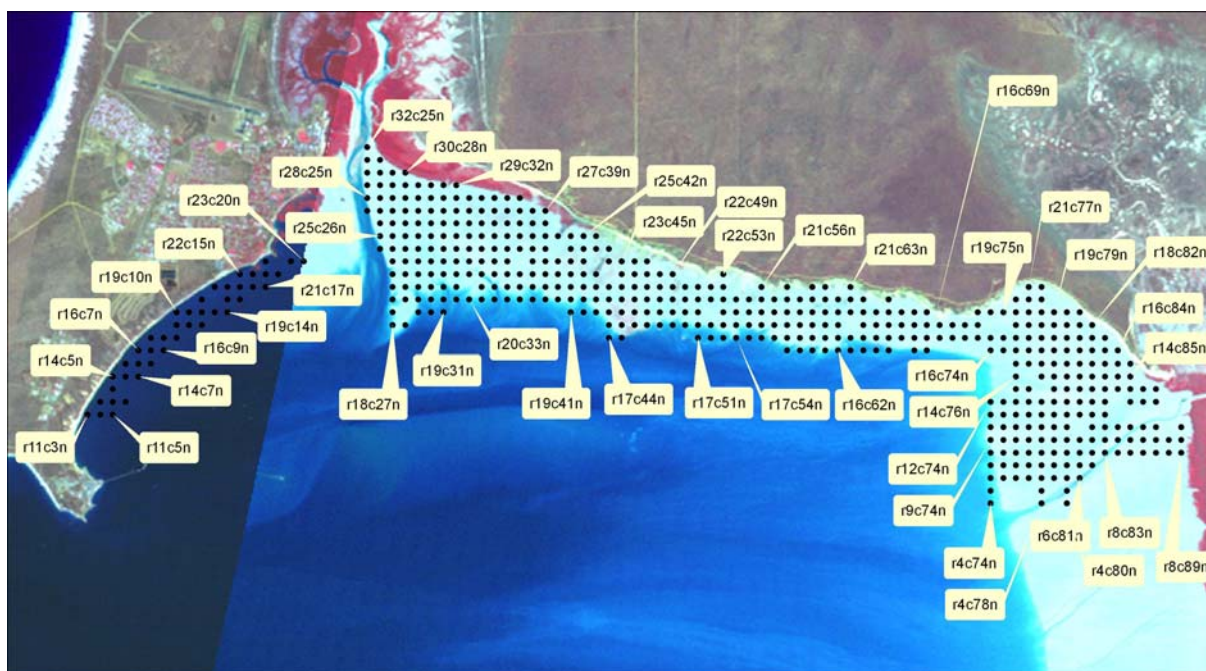 r16c69n
r32c25n
r30c28n
r28c25n
r29c32n
r27c39n
r25c42n
r23c20n
r22c49n
r21c77n
r23c45n
r25c26n
r22c53n
r21c56n
r22c15n
r21c63n
r19c75n
r19c79n
r18c82n
r19c10n
r21c17n
r16c7n
r19c14n
r16c84n
r20c33n
r14c5n
r16c9n
r14c85n
r19c31n
r16c74n
r14c7n
r18c27n
r19c41n
r17c44n
r17c51n
r17c54n
r16c62n
r14c76n
r11c3n
r11c5n
r12c74n
r9c74n
r6c81n
r8c83n
r4c74n
r4c80n
r8c89n
r4c78n